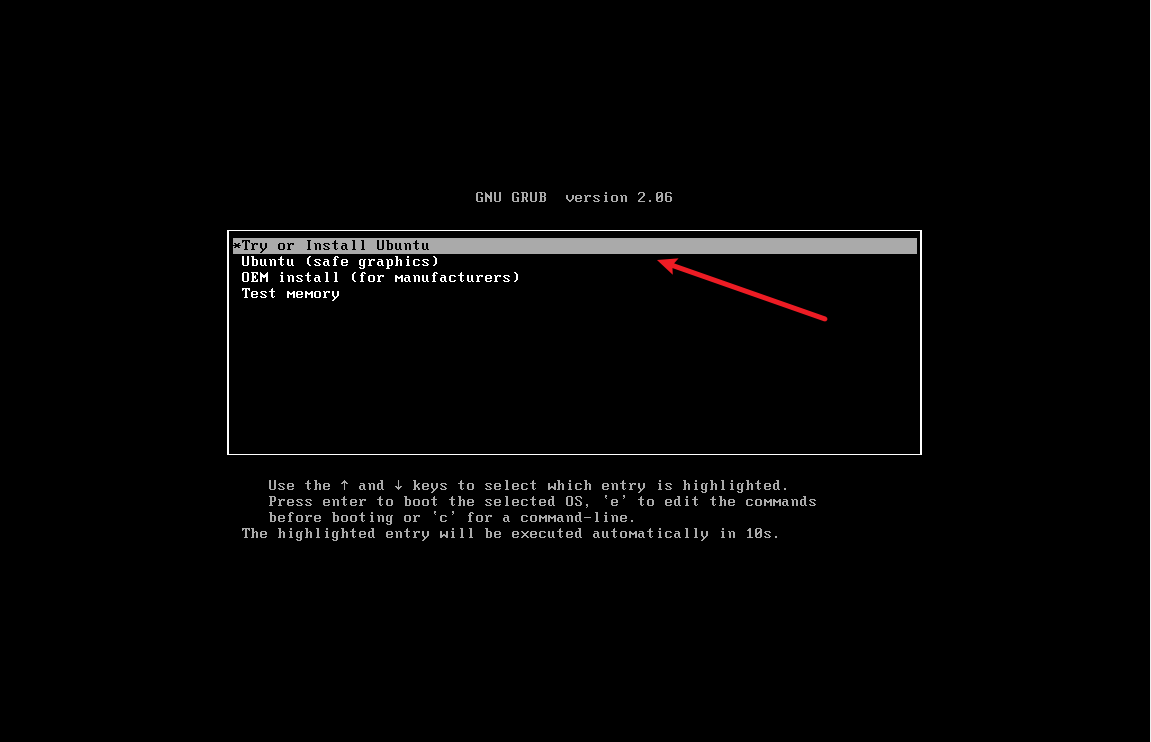 GNU GRUB  version 2.06
*Try or Install Ubuntu
Ubuntu (safe graphics)
OEM install (for manufacturers)
Test memory
Use the ↑ and ↓ keys to select which entry is highlighted.
Press enter to boot the selected OS, `e' to edit the commands
before booting or `c' for a command-line.
The highlighted entry will be executed automatically in 10s.